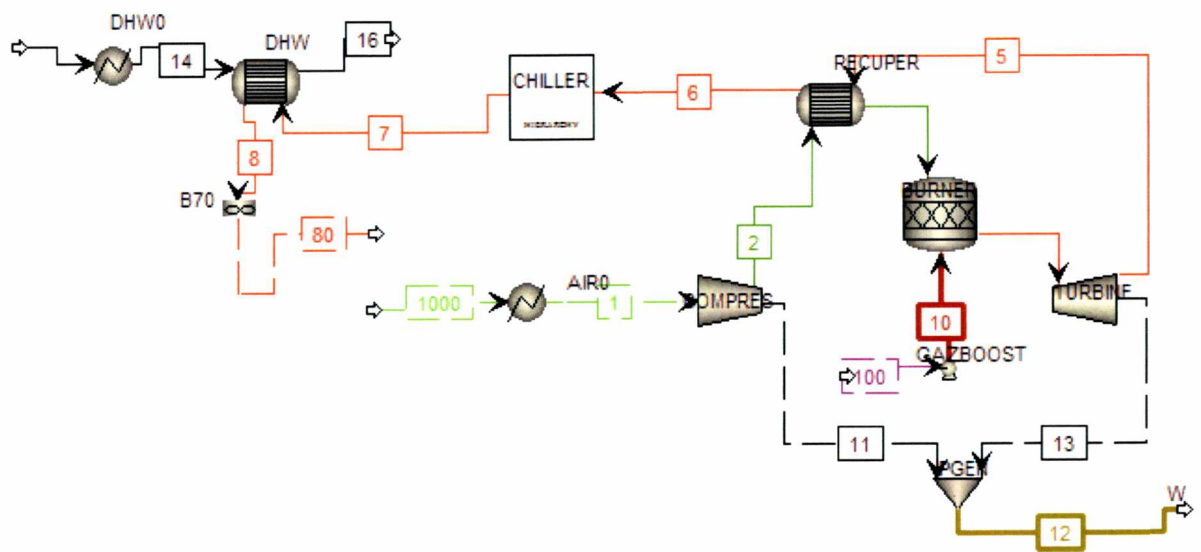 DHW0
14
DHW
16
CHILLER
HIERARCHY
7
6
RECUPER
5
8
B70
80
BURNER
2
1000
AIR0
1
COMPRES
10
TURBINE
GAZBOOST
100
11
13
PGEN
12
W